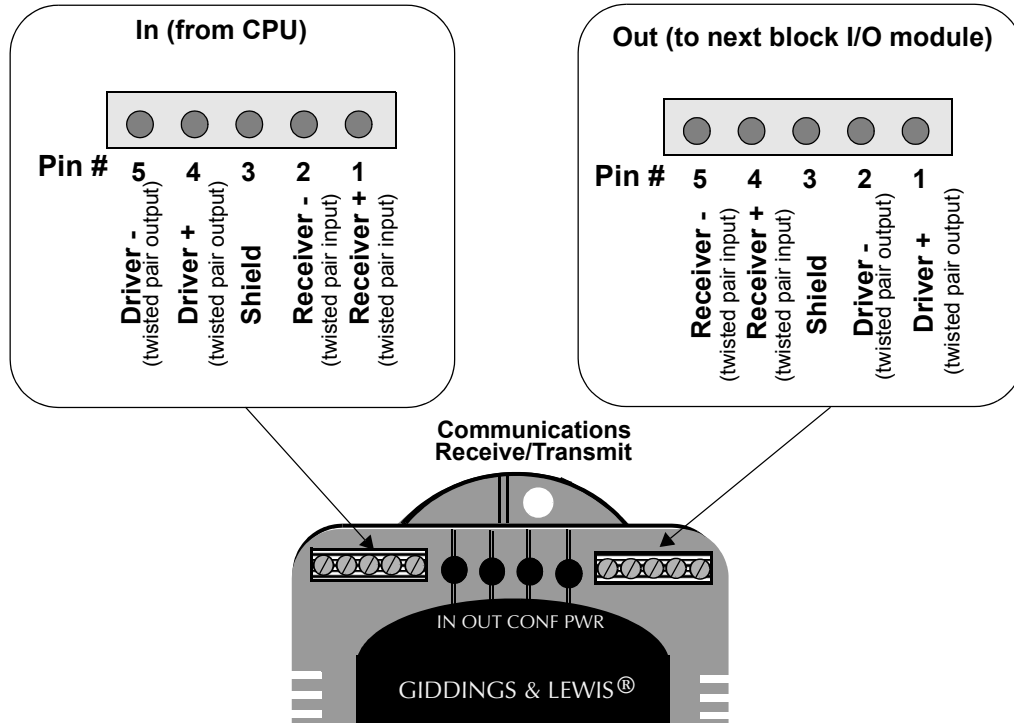 In (from CPU)
Pin # 5 4 3 2 1
Driver -
(twisted pair output)
Driver +
(twisted pair output)
Shield
Receiver -
(twisted pair input)
Receiver +
(twisted pair input)
Out (to next block I/O module)
Pin # 5 4 3 2 1
Receiver -
(twisted pair input)
Receiver +
(twisted pair input)
Shield
Driver -
(twisted pair output)
Driver +
(twisted pair output)
Communications
Receive/Transmit
IN OUT CONF PWR
GIDDINGS & LEWIS®